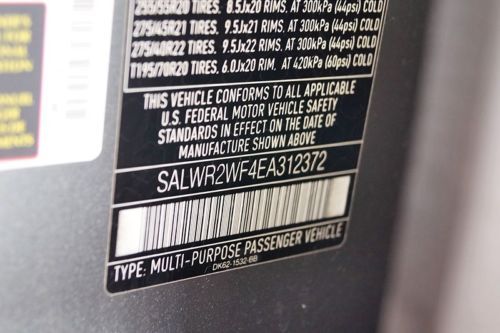 255/55R20 TIRES. 8.5Jx20 RIMS. AT 300kPa (44psi) COLD
275/45R21 TIRES. 9.5Jx21 RIMS. AT 300kPa (44psi) COLD
275/40R22 TIRES. 9.5Jx22 RIMS. AT 300kPa (44psi) COLD
T195/70R20 TIRES. 6.0Jx20 RIM. AT 420kPa (60psi) COLD
THIS VEHICLE CONFORMS TO ALL APPLICABLE
U.S. FEDERAL MOTOR VEHICLE SAFETY
STANDARDS IN EFFECT ON THE DATE OF
MANUFACTURE SHOWN ABOVE
SALWR2WF4EA312372
TYPE: MULTI-PURPOSE PASSENGER VEHICLE
DK62-1532-BB